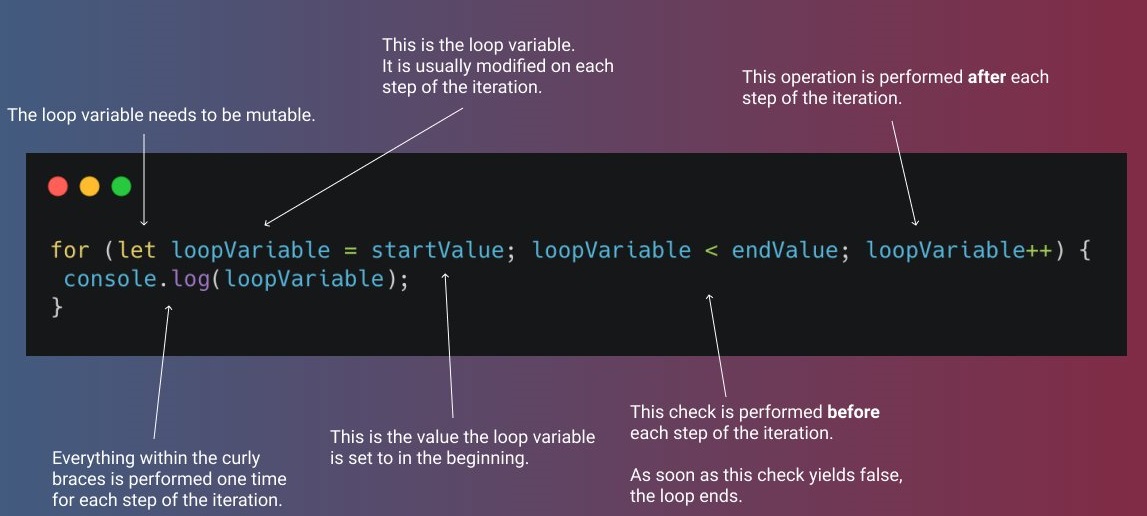 This is the loop variable.
It is usually modified on each
step of the iteration.
This operation is performed after each
step of the iteration.
The loop variable needs to be mutable.
for (let loopVariable = startValue; loopVariable < endValue; loopVariable++) {
console.log(loopVariable);
}
Everything within the curly
braces is performed one time
for each step of the iteration.
This is the value the loop variable
is set to in the beginning.
This check is performed before
each step of the iteration.
As soon as this check yields false,
the loop ends.